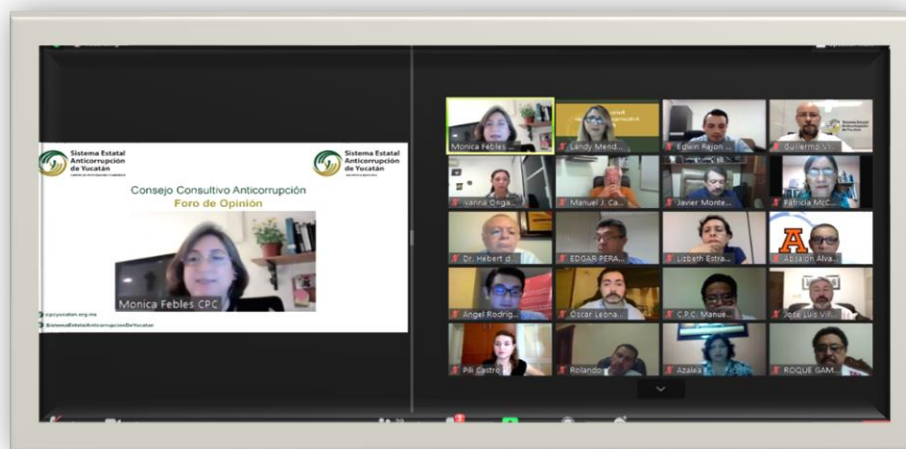 Sistema Estatal
Anticorrupción
de Yucatán
Sistema Estatal
Anticorrupción
de Yucatán
Consejo Consultivo Anticorrupción
Foro de Opinión
Monica Febles CPC
cpcyucatan.org.mx
SistemaEstatalAnticorrupcionDeYucatan
Monica Febles ...
Landy Mend...
Edwin Rejon ...
Guillermo Vi...
Ivanna Onga...
Manuel J. Ca...
Javier Monte...
Patricia McC...
Dr. Hebert d...
EDGAR PERA...
Lizbeth Estra...
A
Absalon Alva...
Angel Rodrig...
Oscar Leona...
C.P.C. Manue...
Jose Luis Vill...
Pili Castro
Rolando
Azalea
ROQUE GAM...